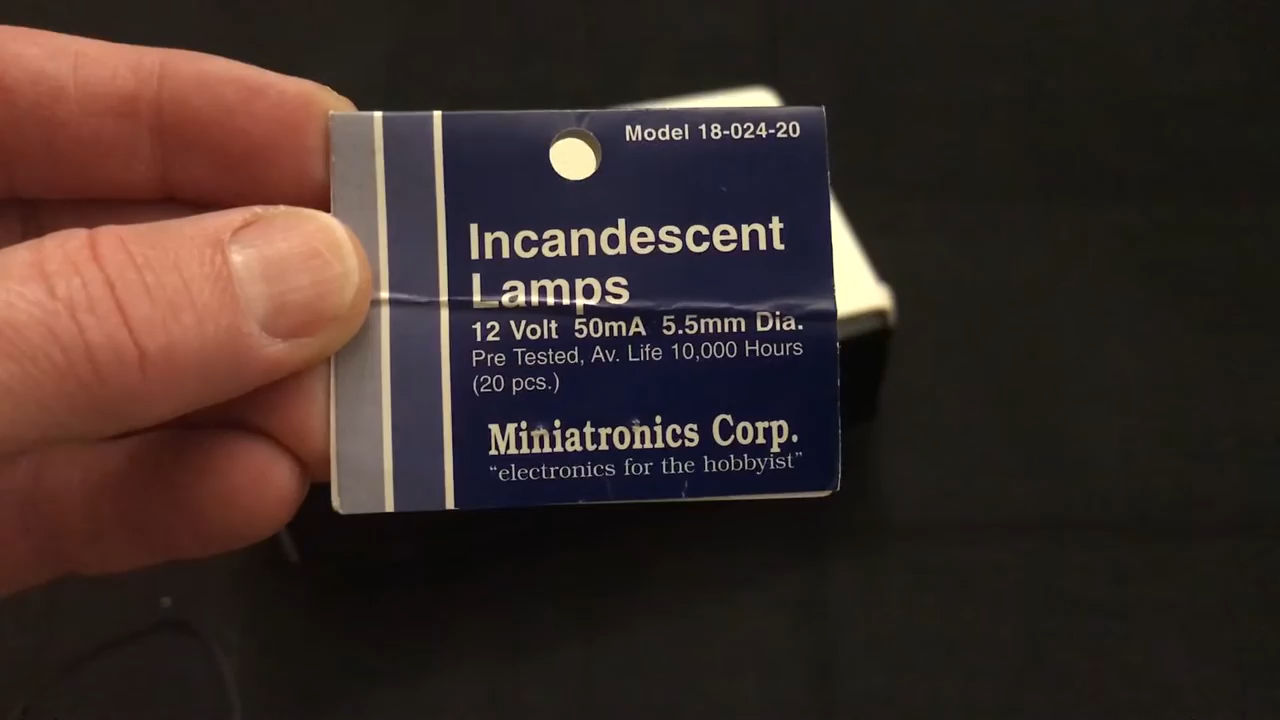 Model 18-024-20
Incandescent
Lamps
12 Volt 50mA 5.5mm Dia.
Pre Tested, Av. Life 10,000 Hours
(20 pcs.)
Miniatronics Corp.
“electronics for the hobbyist”